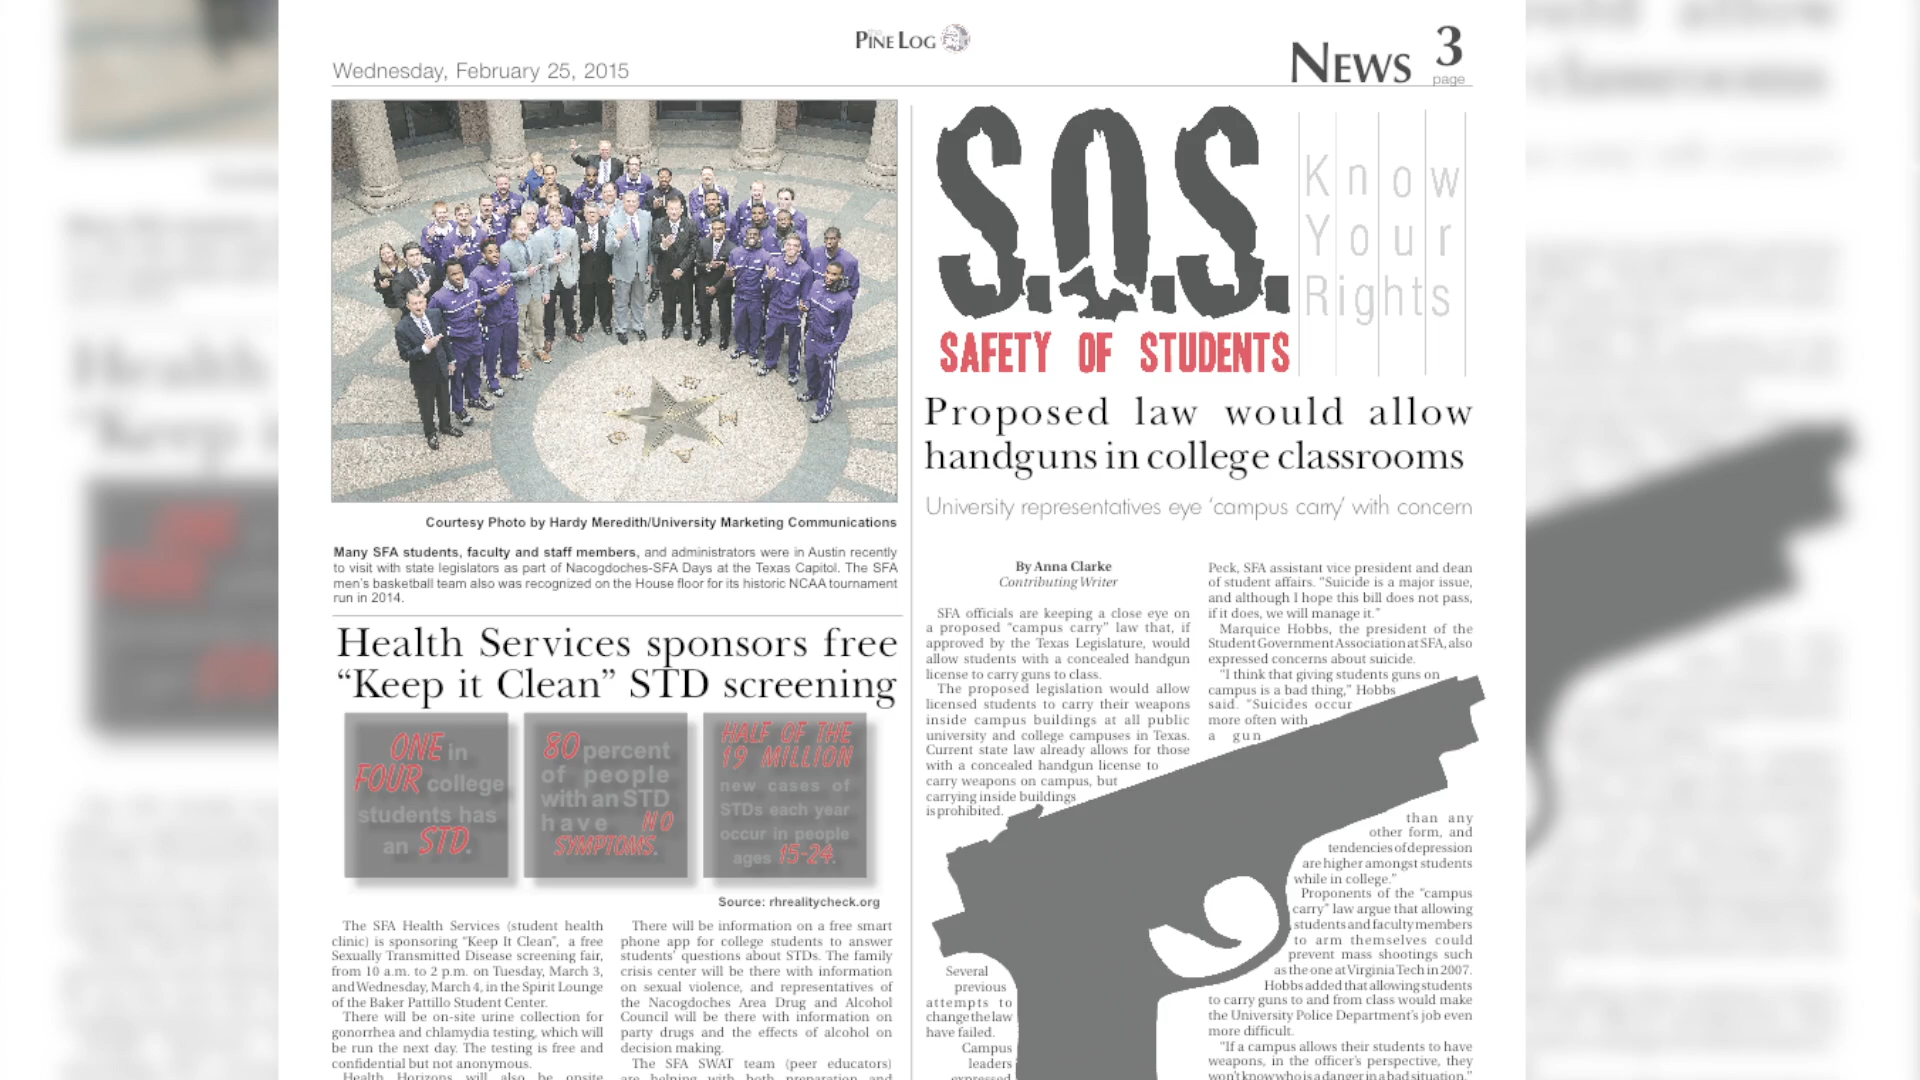 Wednesday, February 25, 2015
PINE LOG
NEWS 3
page
Courtesy Photo by Hardy Meredith/University Marketing Communications
Many SFA students, faculty and staff members, and administrators were in Austin recently
to visit with state legislators as part of Nacogdoches-SFA Days at the Texas Capitol. The SFA
men's basketball team also was recognized on the House floor for its historic NCAA tournament
run in 2014.
Health Services sponsors free
“Keep it Clean” STD screening
ONE in
FOUR college
students has
an STD.
80 percent
of people
with an STD
have NO
SYMPTOMS.
HALF OF THE
19 MILLION
new cases of
STDs each year
occur in people
ages 15-24.
Source: rhrealitycheck.org
The SFA Health Services (student health
clinic) is sponsoring “Keep It Clean”, a free
Sexually Transmitted Disease screening fair,
from 10 a.m. to 2 p.m. on Tuesday, March 3,
and Wednesday, March 4, in the Spirit Lounge
of the Baker Pattillo Student Center.
There will be on-site urine collection for
gonorrhea and chlamydia testing, which will
be run the next day. The testing is free and
confidential but not anonymous.
Health Horizons will also be onsite
There will be information on a free smart
phone app for college students to answer
students' questions about STDs. The family
crisis center will be there with information
on sexual violence, and representatives of
the Nacogdoches Area Drug and Alcohol
Council will be there with information on
party drugs and the effects of alcohol on
decision making.
The SFA SWAT team (peer educators)
are helping with both preparation and
S.O.S.
SAFETY OF STUDENTS
Know
Your
Rights
Proposed law would allow
handguns in college classrooms
University representatives eye ‘campus carry’ with concern
By Anna Clarke
Contributing Writer
SFA officials are keeping a close eye on
a proposed “campus carry” law that, if
approved by the Texas Legislature, would
allow students with a concealed handgun
license to carry guns to class.
The proposed legislation would allow
licensed students to carry their weapons
inside campus buildings at all public
university and college campuses in Texas.
Current state law already allows for those
with a concealed handgun license to
carry weapons on campus, but
carrying inside buildings
is prohibited.
Several
previous
attempts to
change the law
have failed.
Campus
leaders
expressed
Peck, SFA assistant vice president and dean
of student affairs. “Suicide is a major issue,
and although I hope this bill does not pass,
if it does, we will manage it.”
Marquice Hobbs, the president of the
Student Government Association at SFA, also
expressed concerns about suicide.
“I think that giving students guns on
campus is a bad thing,” Hobbs
said. “Suicides occur
more often with
a gun
than any
other form, and
tendencies of depression
are higher amongst students
while in college.”
Proponents of the “campus
carry” law argue that allowing
students and faculty members
to arm themselves could
prevent mass shootings such
as the one at Virginia Tech in 2007.
Hobbs added that allowing students
to carry guns to and from class would make
the University Police Department's job even
more difficult.
“If a campus allows their students to have
weapons, in the officer's perspective, they
won't know who is a danger in a bad situation,”